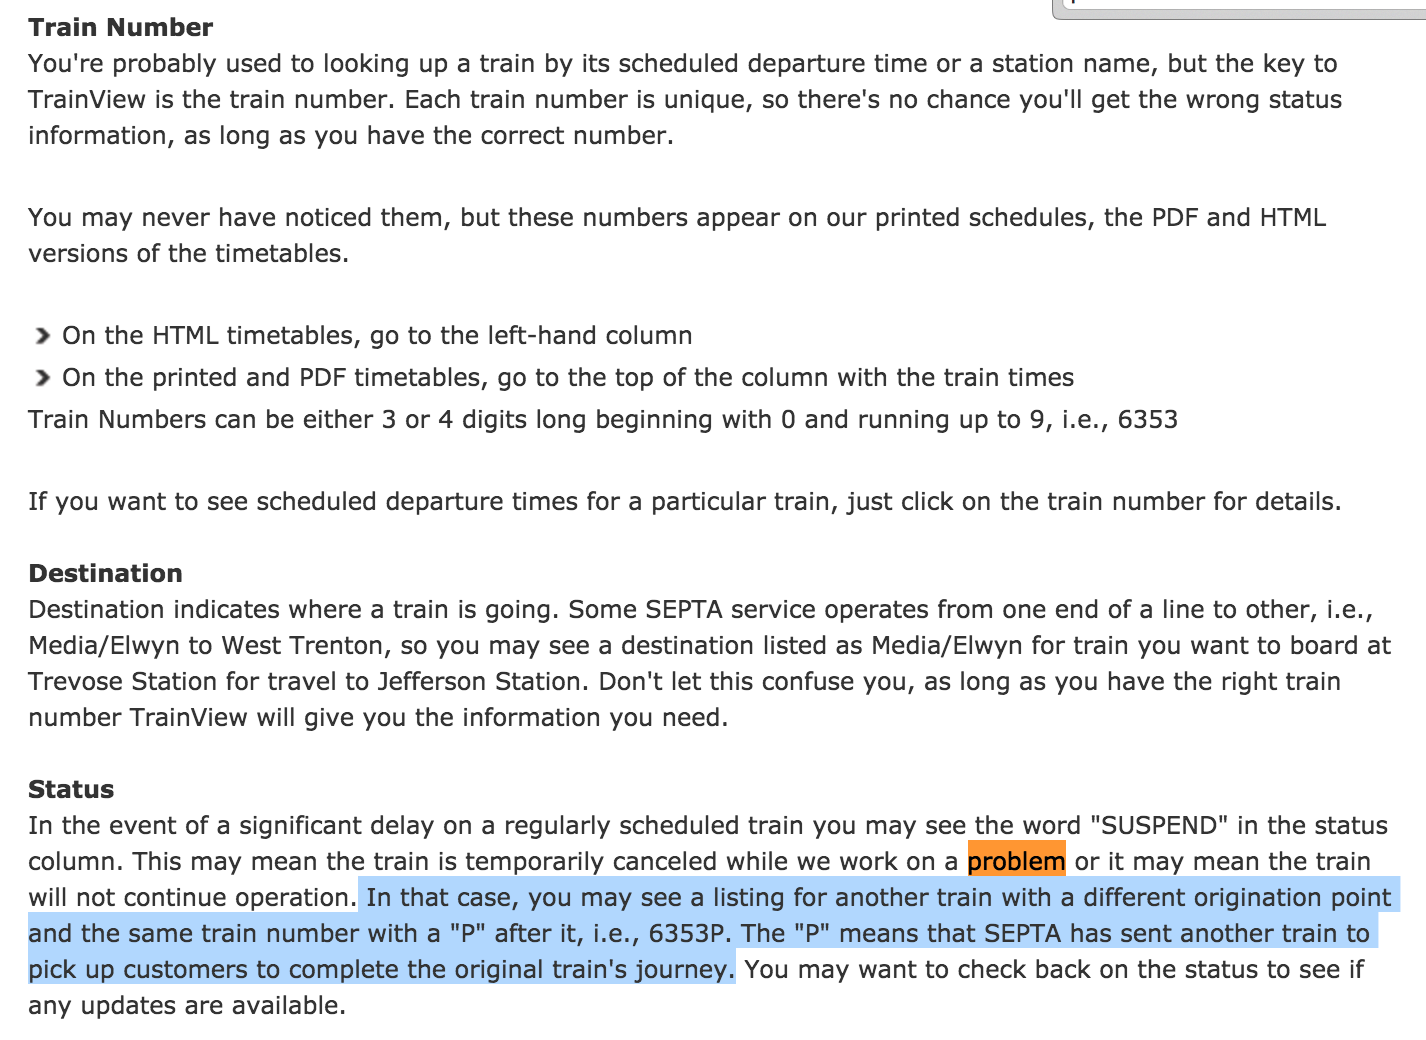 Train Number
You're probably used to looking up a train by its scheduled departure time or a station name, but the key to
TrainView is the train number. Each train number is unique, so there's no chance you'll get the wrong status
information, as long as you have the correct number.
You may never have noticed them, but these numbers appear on our printed schedules, the PDF and HTML
versions of the timetables.
On the HTML timetables, go to the left-hand column
On the printed and PDF timetables, go to the top of the column with the train times
Train Numbers can be either 3 or 4 digits long beginning with 0 and running up to 9, i.e., 6353
If you want to see scheduled departure times for a particular train, just click on the train number for details.
Destination
Destination indicates where a train is going. Some SEPTA service operates from one end of a line to other, i.e.,
Media/Elwyn to West Trenton, so you may see a destination listed as Media/Elwyn for train you want to board at
Trevose Station for travel to Jefferson Station. Don't let this confuse you, as long as you have the right train
number TrainView will give you the information you need.
Status
In the event of a significant delay on a regularly scheduled train you may see the word "SUSPEND" in the status
column. This may mean the train is temporarily canceled while we work on a problem or it may mean the train
will not continue operation. In that case, you may see a listing for another train with a different origination point
and the same train number with a "P" after it, i.e., 6353P. The "P" means that SEPTA has sent another train to
pick up customers to complete the original train's journey. You may want to check back on the status to see if
any updates are available.